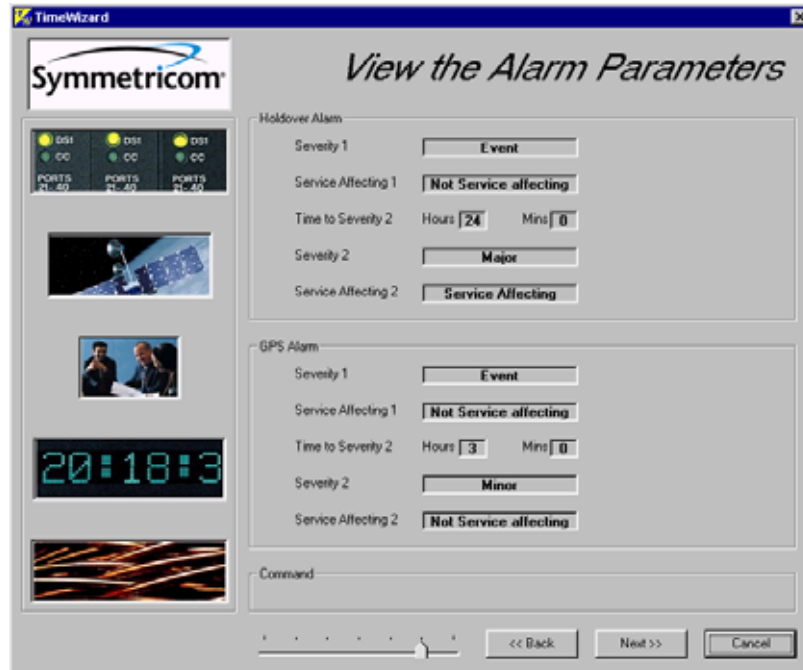 TimeWizard
Symmetricom
View the Alarm Parameters
DS1 DS1 DS1
CC CC CC
PORTS PORTS PORTS
21-40 21-40 21-40
20:18:3
Holdover Alarm
Severity 1 Event
Service Affecting 1 Not Service affecting
Time to Severity 2 Hours 24 Mins 0
Severity 2 Major
Service Affecting 2 Service Affecting
GPS Alarm
Severity 1 Event
Service Affecting 1 Not Service affecting
Time to Severity 2 Hours 3 Mins 0
Severity 2 Minor
Service Affecting 2 Not Service affecting
Command
<< Back Next >> Cancel